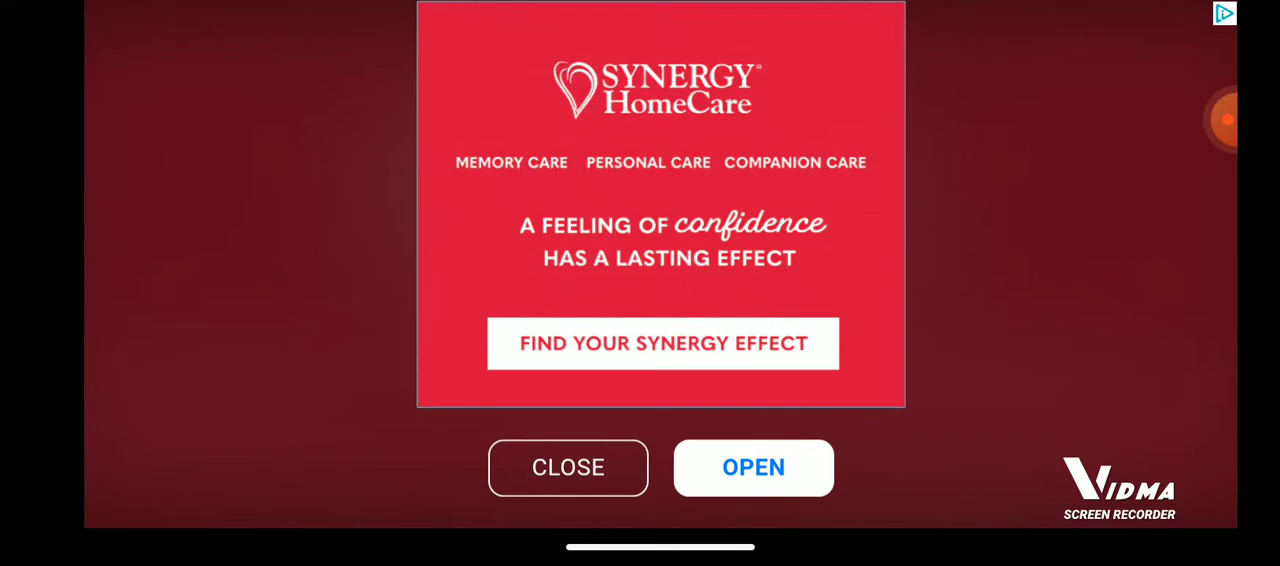 SYNERGY®
HomeCare
MEMORY CARE PERSONAL CARE COMPANION CARE
A FEELING OF confidence
HAS A LASTING EFFECT
FIND YOUR SYNERGY EFFECT
CLOSE OPEN
VIDMA
SCREEN RECORDER